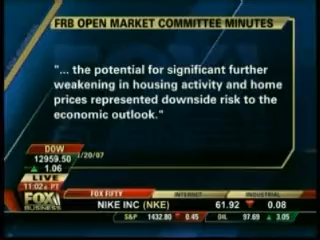 FRB OPEN MARKET COMMITTEE MINUTES
"... the potential for significant further
weakening in housing activity and home
prices represented downside risk to the
economic outlook."
DOW
12959.50
1.06
/20/07
LIVE
11:02 PT
FOX
BUSINESS
FOX FIFTY
INTERNET
INDUSTRIAL
NIKE INC (NKE) 61.92 0.08
S&P 1432.80 0.45 OIL 97.69 3.05